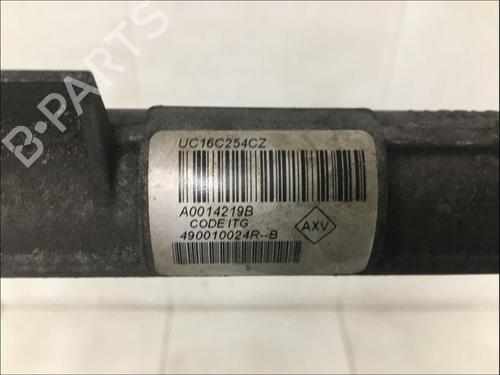 B-PARTS
UC16C254CZ
A0014219B
CODE ITG
490010024R--B
AXV